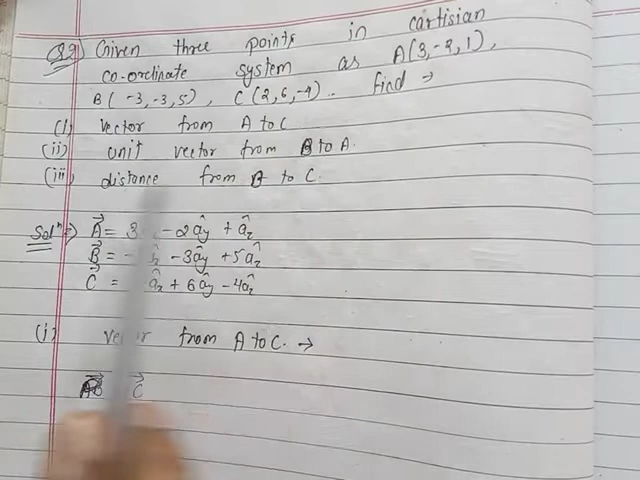 Q2) Given three points in cartisian
co-ordinate system as A(3,-2,1),
B(-3,-3,5), C(2,6,-4). find →
(i) vector from A to C
(ii) unit vector from B to A.
(iii) distance from B to C.
Solⁿ ⇒ A⃗ = 3 - 2ây + âz
B⃗ = - - 3ây + 5âz
C⃗ = + 6ây - 4âz
(i) vector from A to C. →
C⃗